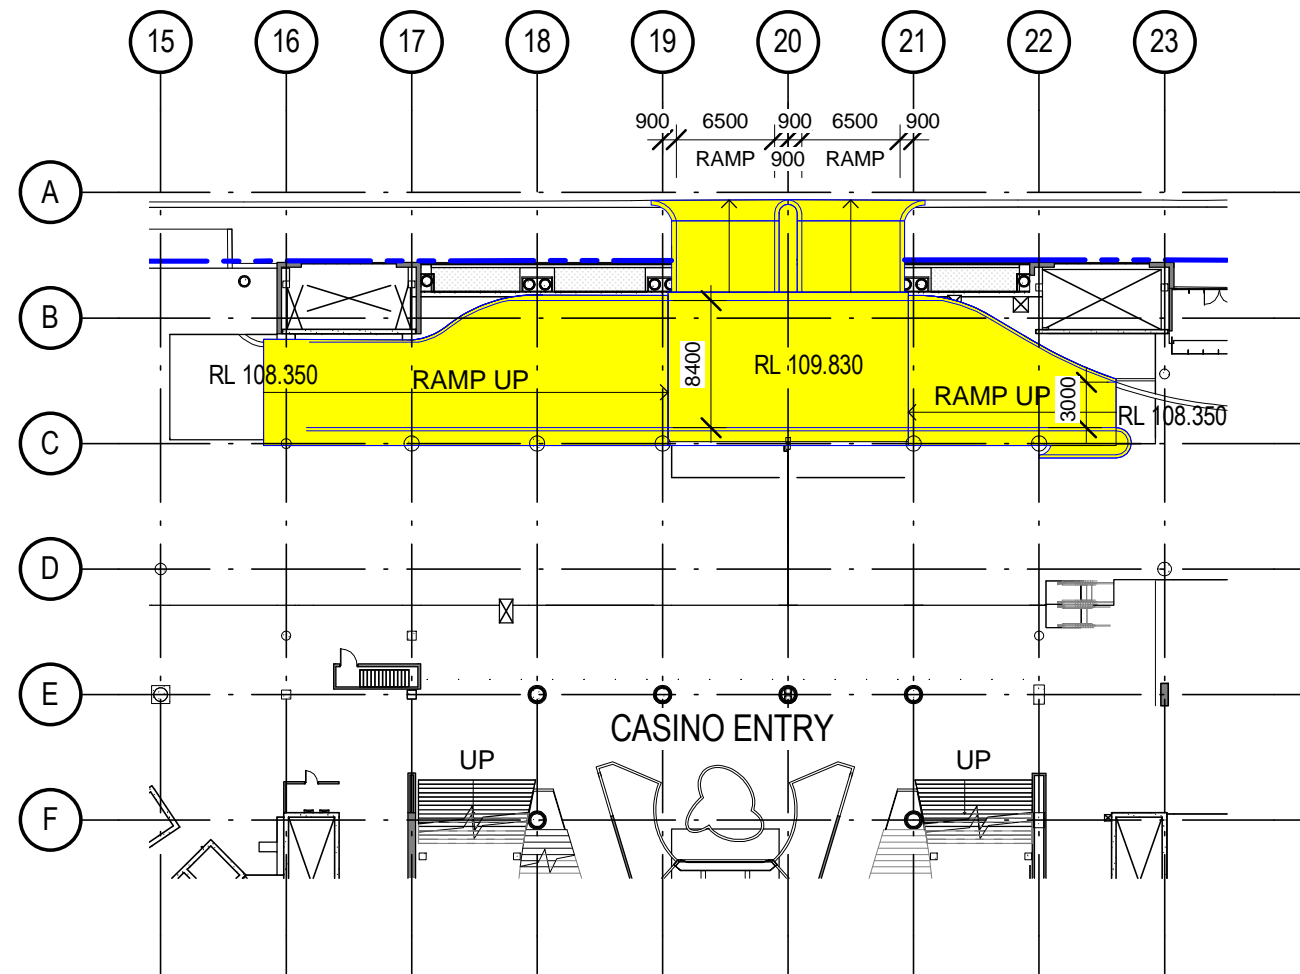 15 16 17 18 19 20 21 22 23
900 6500 900 6500 900
RAMP 900 RAMP
A
B
RL 108.350 RAMP UP 8400 RL 109.830 RAMP UP 3000 RL 108.350
C
D
E
CASINO ENTRY
UP UP
F